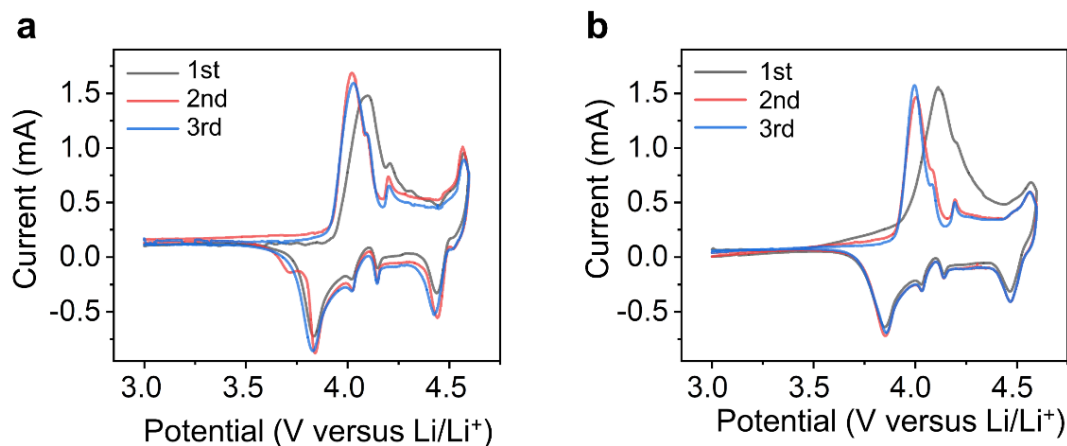 a
1st
2nd
3rd
Current (mA)
1.5
1.0
0.5
0.0
-0.5
3.0
3.5
4.0
4.5
Potential (V versus Li/Li⁺)
b
1st
2nd
3rd
Current (mA)
1.5
1.0
0.5
0.0
-0.5
3.0
3.5
4.0
4.5
Potential (V versus Li/Li⁺)